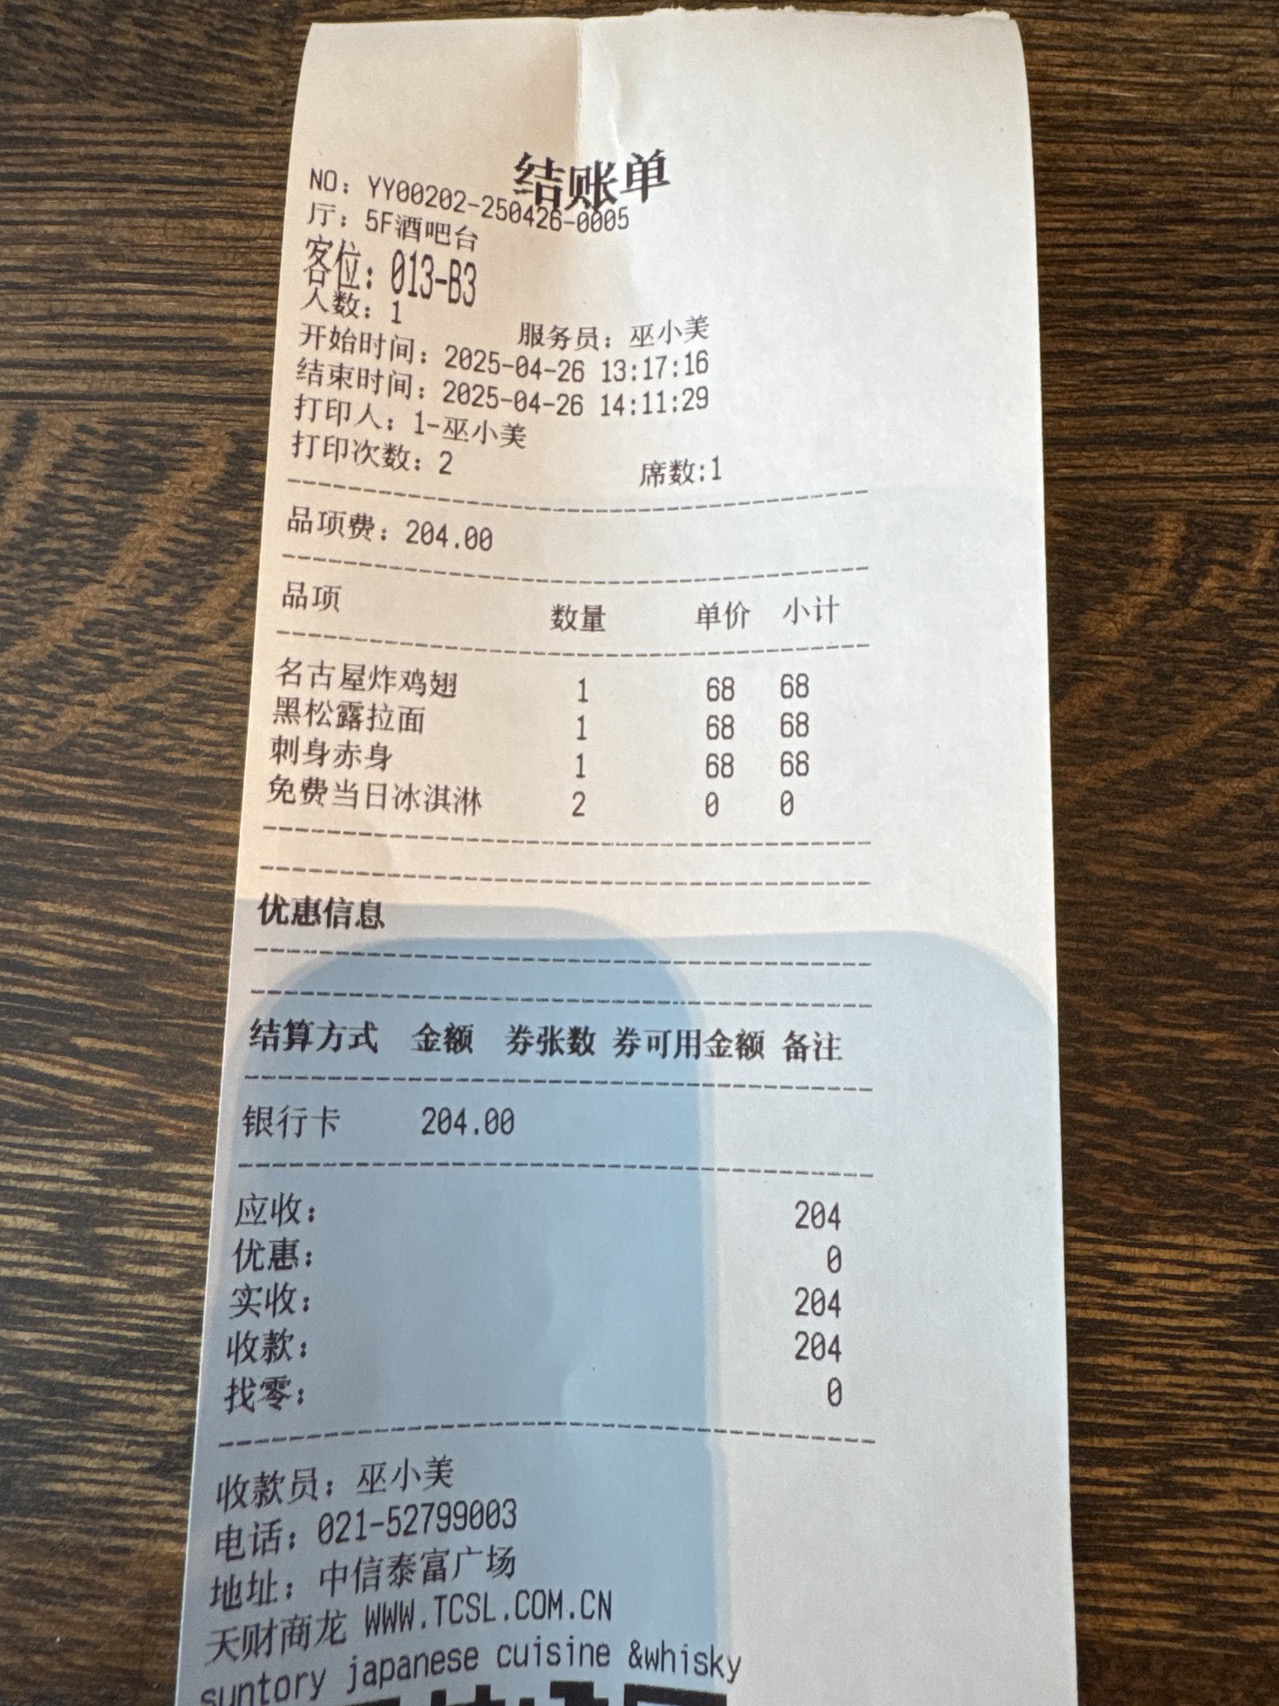 结账单
NO: YY00202-250426-0005
厅: 5F酒吧台
客位: 013-B3
人数: 1 服务员: 巫小美
开始时间: 2025-04-26 13:17:16
结束时间: 2025-04-26 14:11:29
打印人: 1-巫小美
打印次数: 2 席数:1
品项费: 204.00
品项 数量 单价 小计
名古屋炸鸡翅 1 68 68
黑松露拉面 1 68 68
刺身赤身 1 68 68
免费当日冰淇淋 2 0 0
优惠信息
结算方式 金额 券张数 券可用金额 备注
银行卡 204.00
应收: 204
优惠: 0
实收: 204
收款: 204
找零: 0
收款员: 巫小美
电话: 021-52799003
地址: 中信泰富广场
天财商龙 WWW.TCSL.COM.CN
suntory japanese cuisine &whisky